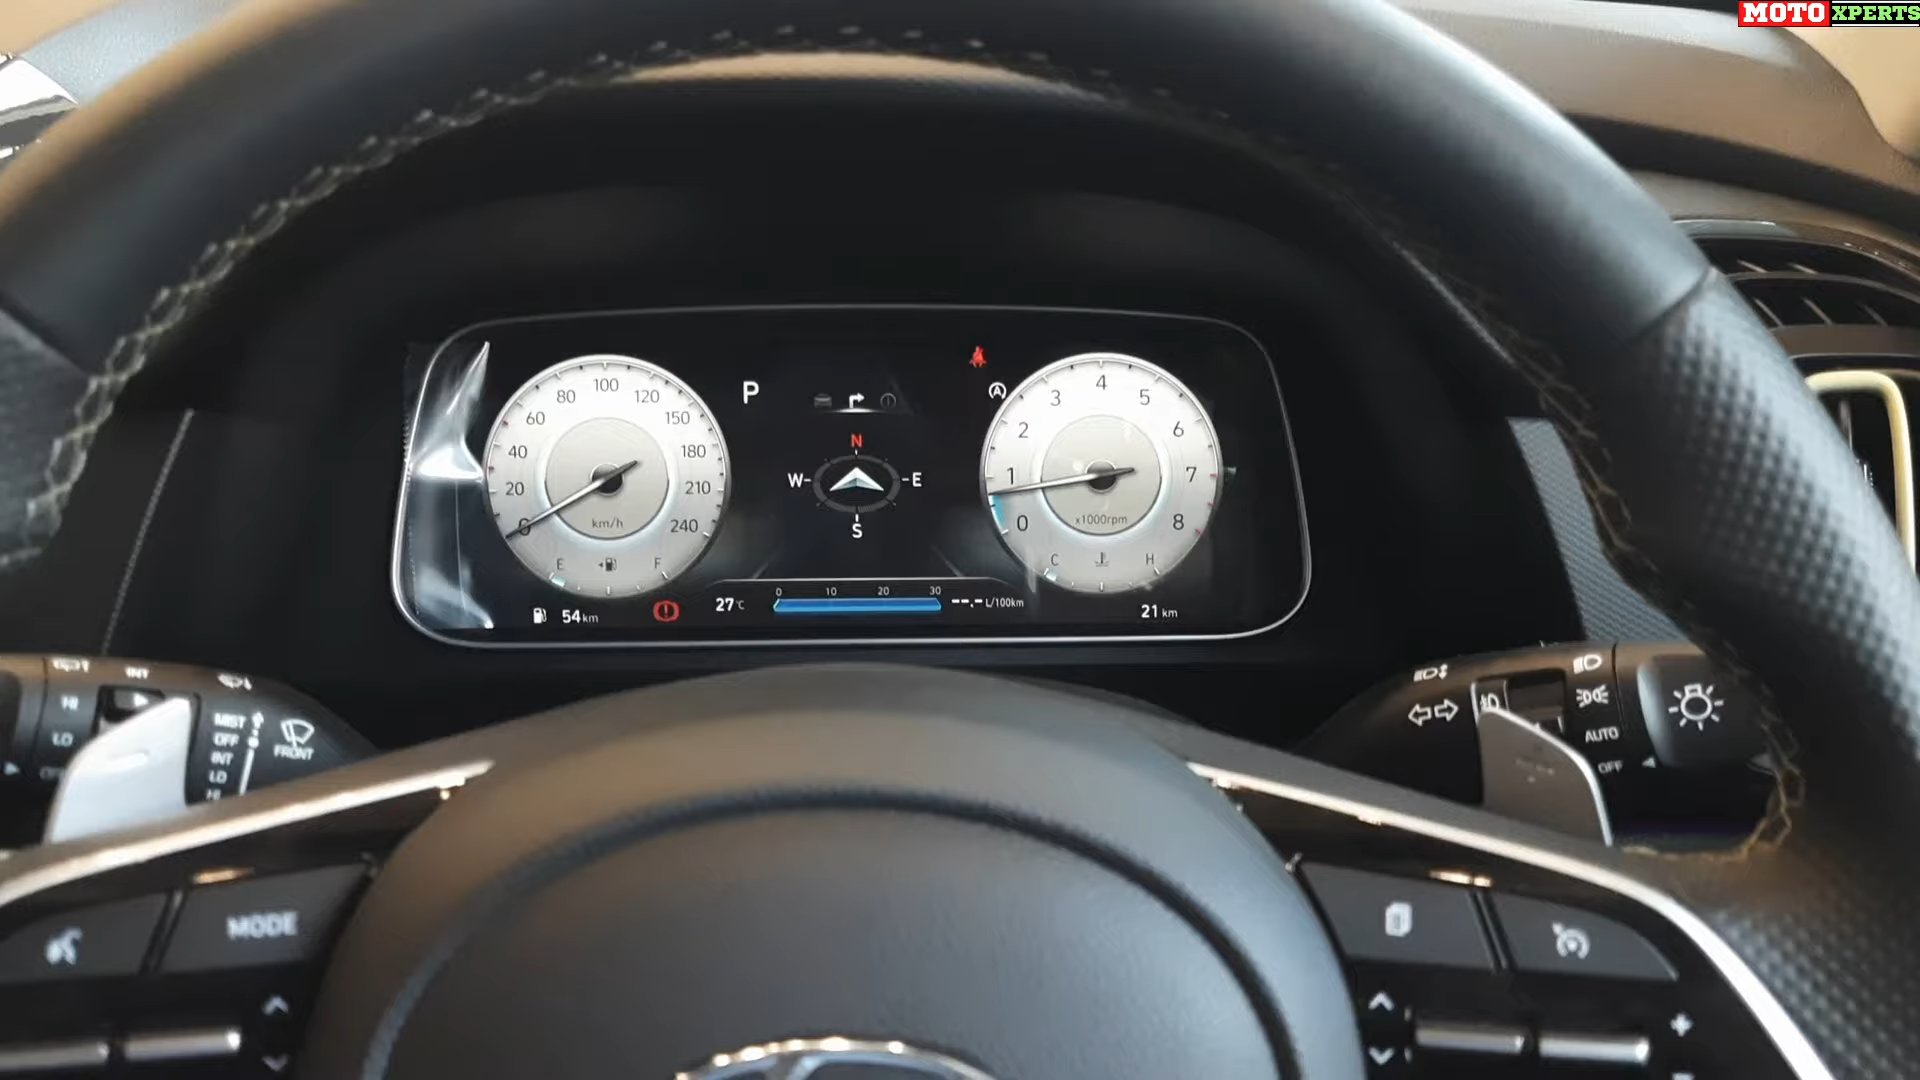 MOTO XPERTS
100
80 120
60 150
40 180
20 210
0 240
km/h
E F
54 km
P
N
W E
S
27°C
0 10 20 30
--.- L/100km
4
3 5
2 6
1 7
0 8
x1000rpm
C H
21 km
INT
HI
LO
OFF
MIST
OFF
INT
LO
HI
FRONT
AUTO
OFF
MODE
+